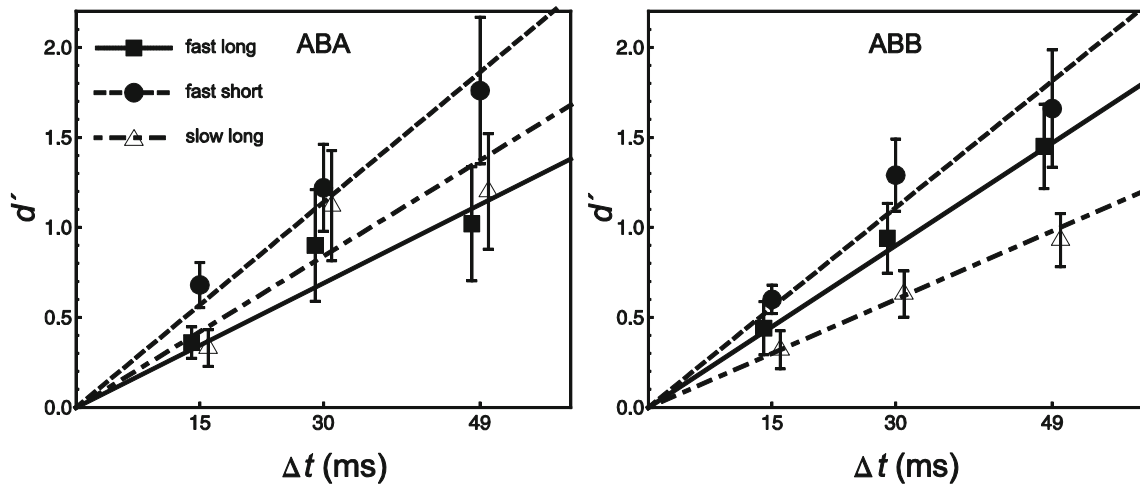 ABA
fast long
fast short
slow long
2.0
1.5
1.0
0.5
0.0
d´
15 30 49
Δt (ms)
ABB
2.0
1.5
1.0
0.5
0.0
d´
15 30 49
Δt (ms)